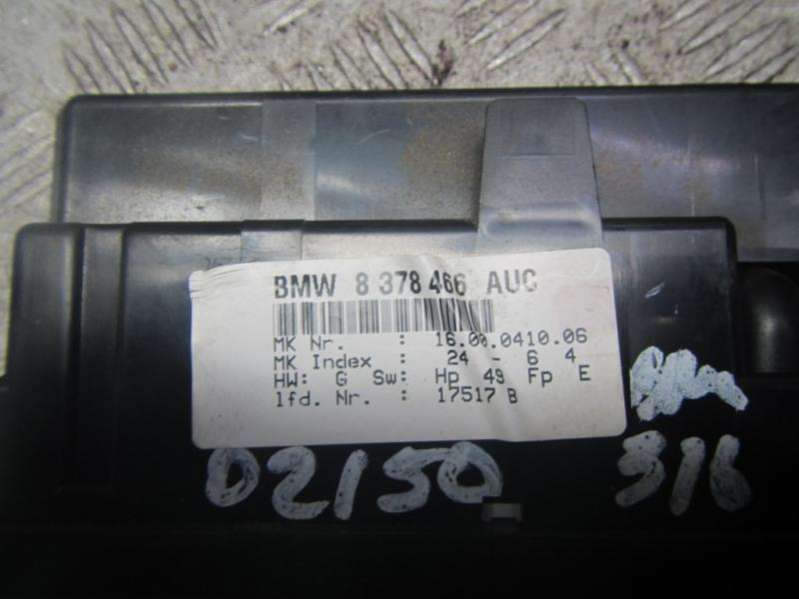 BMW 8 378 466 AUC
MK Nr. : 16.00.0410.06
MK Index : 24 - 6 4
HW: G Sw: Hp 49 Fp E
lfd. Nr. : 17517 B
02150
316